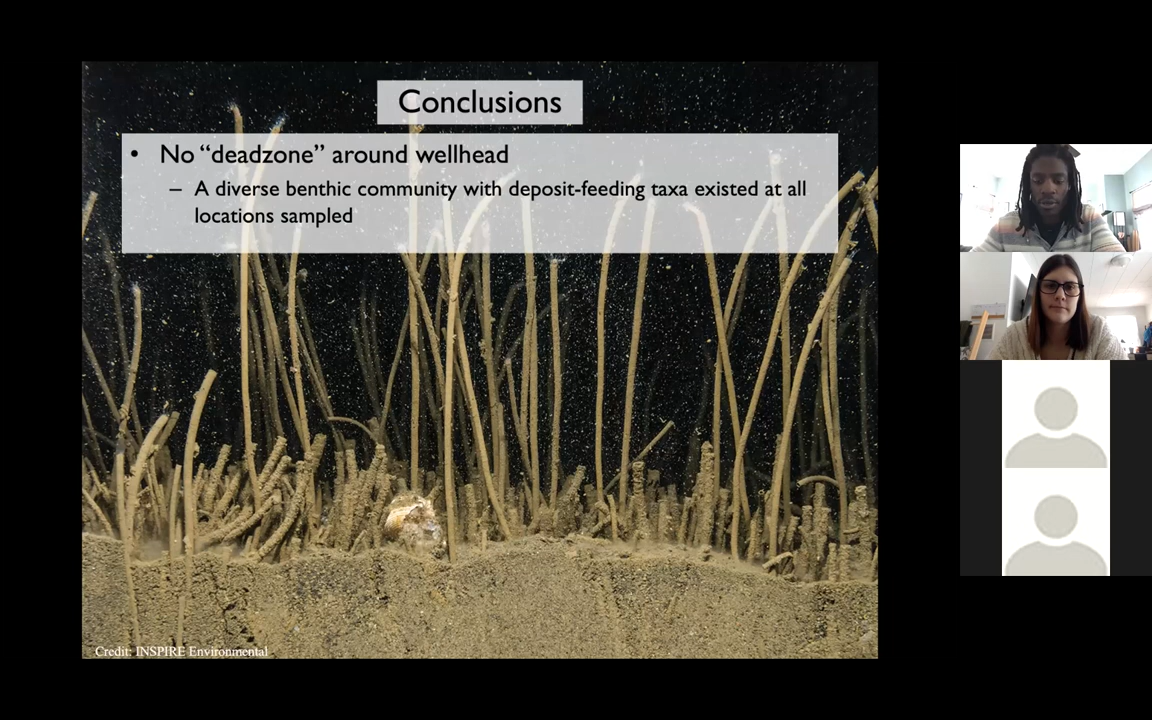 Conclusions
• No “deadzone” around wellhead
– A diverse benthic community with deposit-feeding taxa existed at all
locations sampled
Credit: INSPIRE Environmental